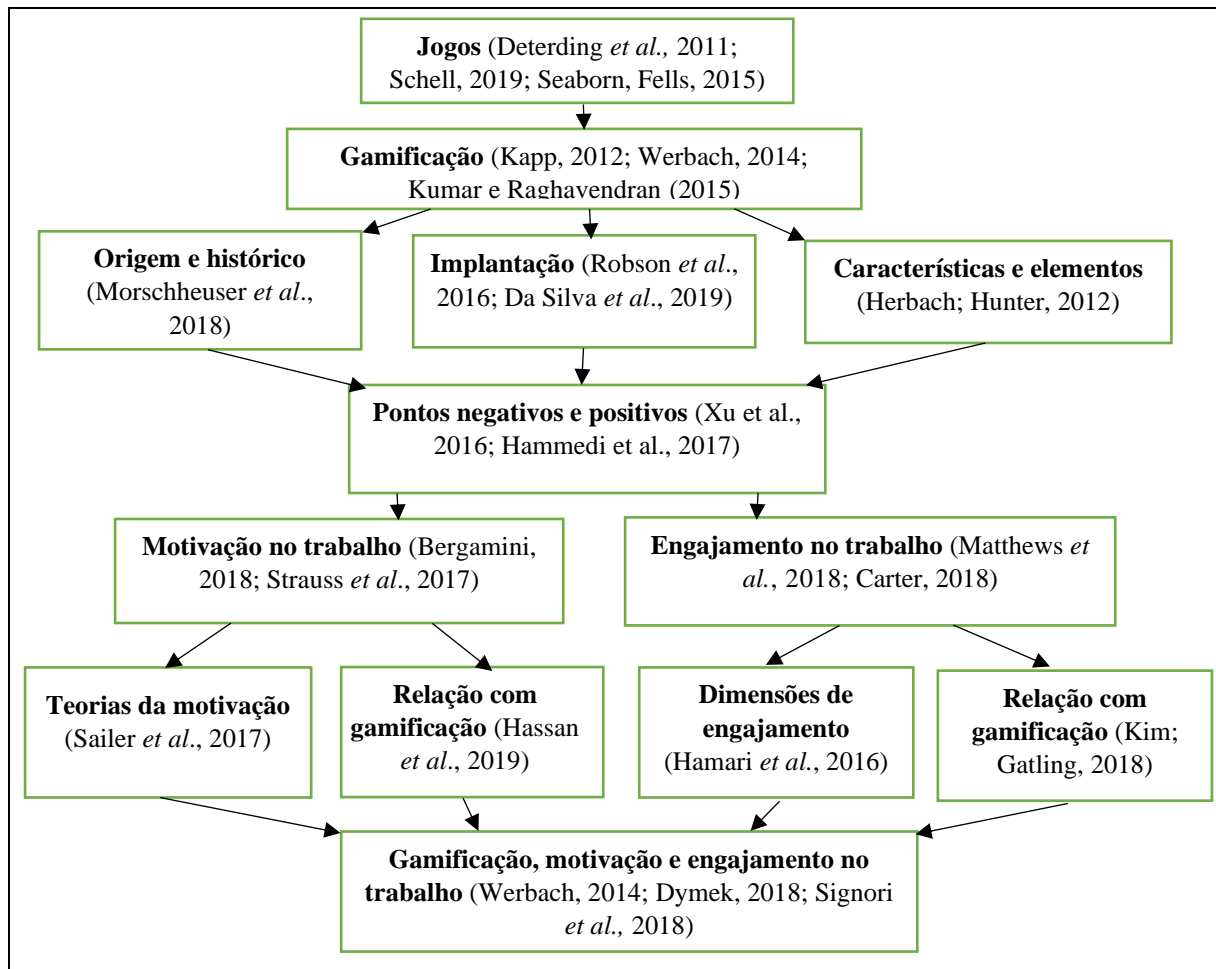 Jogos (Deterding et al., 2011;
Schell, 2019; Seaborn, Fells, 2015)
Gamificação (Kapp, 2012; Werbach, 2014;
Kumar e Raghavendran (2015)
Origem e histórico
(Morschheuser et al.,
2018)
Implantação (Robson et al.,
2016; Da Silva et al., 2019)
Características e elementos
(Herbach; Hunter, 2012)
Pontos negativos e positivos (Xu et al.,
2016; Hammedi et al., 2017)
Motivação no trabalho (Bergamini,
2018; Strauss et al., 2017)
Engajamento no trabalho (Matthews et
al., 2018; Carter, 2018)
Teorias da motivação
(Sailer et al., 2017)
Relação com
gamificação (Hassan
et al., 2019)
Dimensões de
engajamento
(Hamari et al., 2016)
Relação com
gamificação (Kim;
Gatling, 2018)
Gamificação, motivação e engajamento no
trabalho (Werbach, 2014; Dymek, 2018; Signori
et al., 2018)